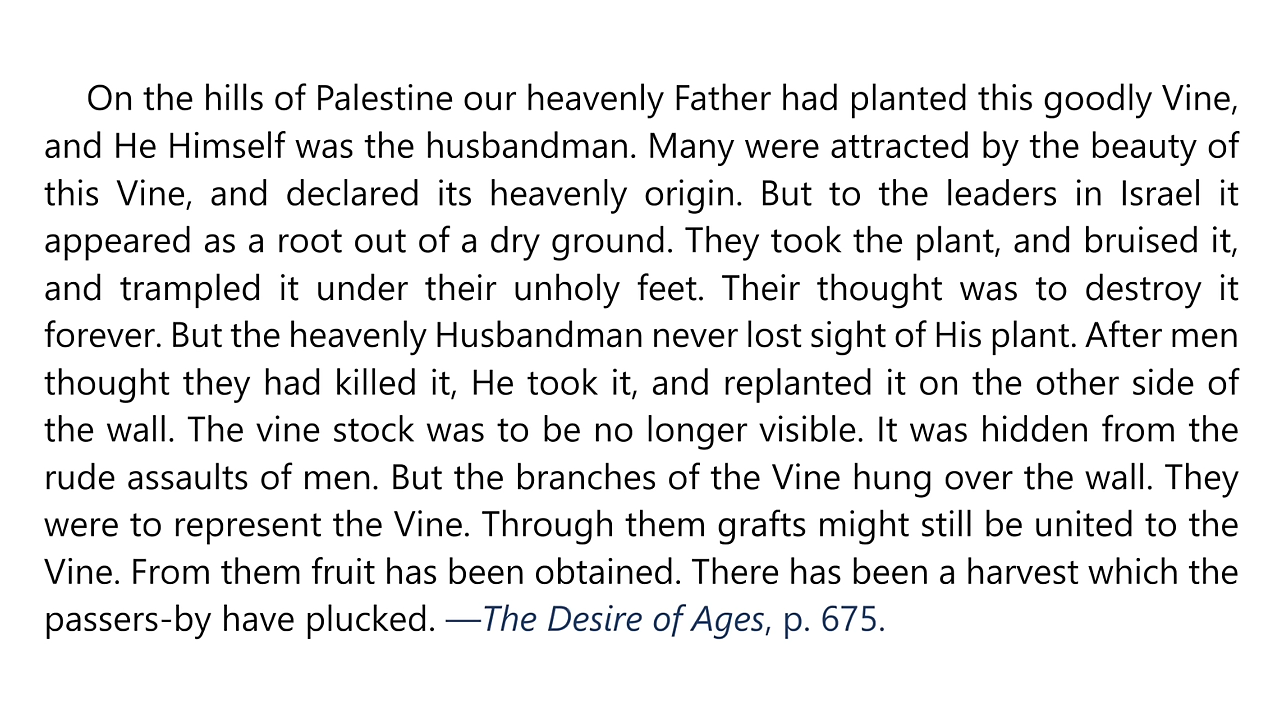 On the hills of Palestine our heavenly Father had planted this goodly Vine,
and He Himself was the husbandman. Many were attracted by the beauty of
this Vine, and declared its heavenly origin. But to the leaders in Israel it
appeared as a root out of a dry ground. They took the plant, and bruised it,
and trampled it under their unholy feet. Their thought was to destroy it
forever. But the heavenly Husbandman never lost sight of His plant. After men
thought they had killed it, He took it, and replanted it on the other side of
the wall. The vine stock was to be no longer visible. It was hidden from the
rude assaults of men. But the branches of the Vine hung over the wall. They
were to represent the Vine. Through them grafts might still be united to the
Vine. From them fruit has been obtained. There has been a harvest which the
passers-by have plucked. —The Desire of Ages, p. 675.